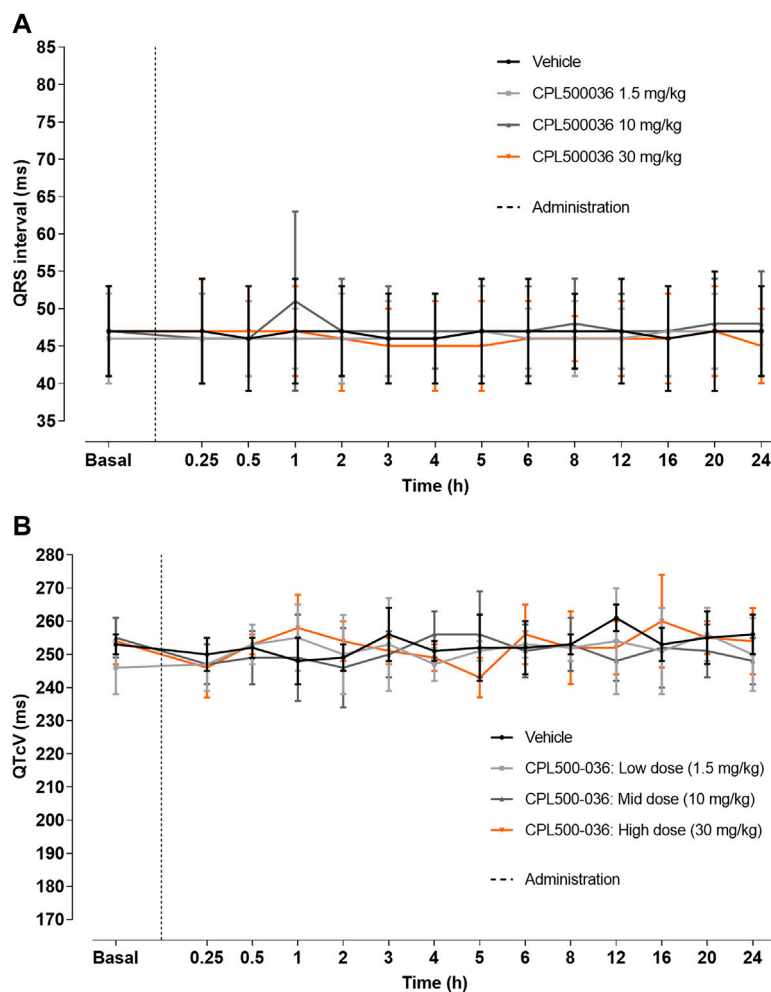 A
85
80
75
70
65
60
55
50
45
40
35
QRS interval (ms)
Vehicle
CPL500036 1.5 mg/kg
CPL500036 10 mg/kg
CPL500036 30 mg/kg
Administration
Basal 0.25 0.5 1 2 3 4 5 6 8 12 16 20 24
Time (h)
B
280
270
260
250
240
230
220
210
200
190
180
170
QTcV (ms)
Vehicle
CPL500-036: Low dose (1.5 mg/kg)
CPL500-036: Mid dose (10 mg/kg)
CPL500-036: High dose (30 mg/kg)
Administration
Basal 0.25 0.5 1 2 3 4 5 6 8 12 16 20 24
Time (h)